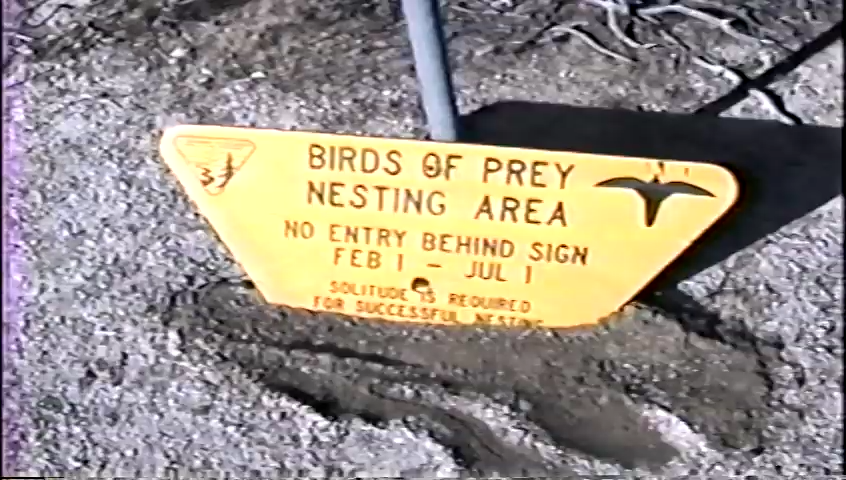 BIRDS OF PREY
NESTING AREA
NO ENTRY BEHIND SIGN
FEB 1 - JUL 1
SOLITUDE IS REQUIRED
FOR SUCCESSFUL NESTING